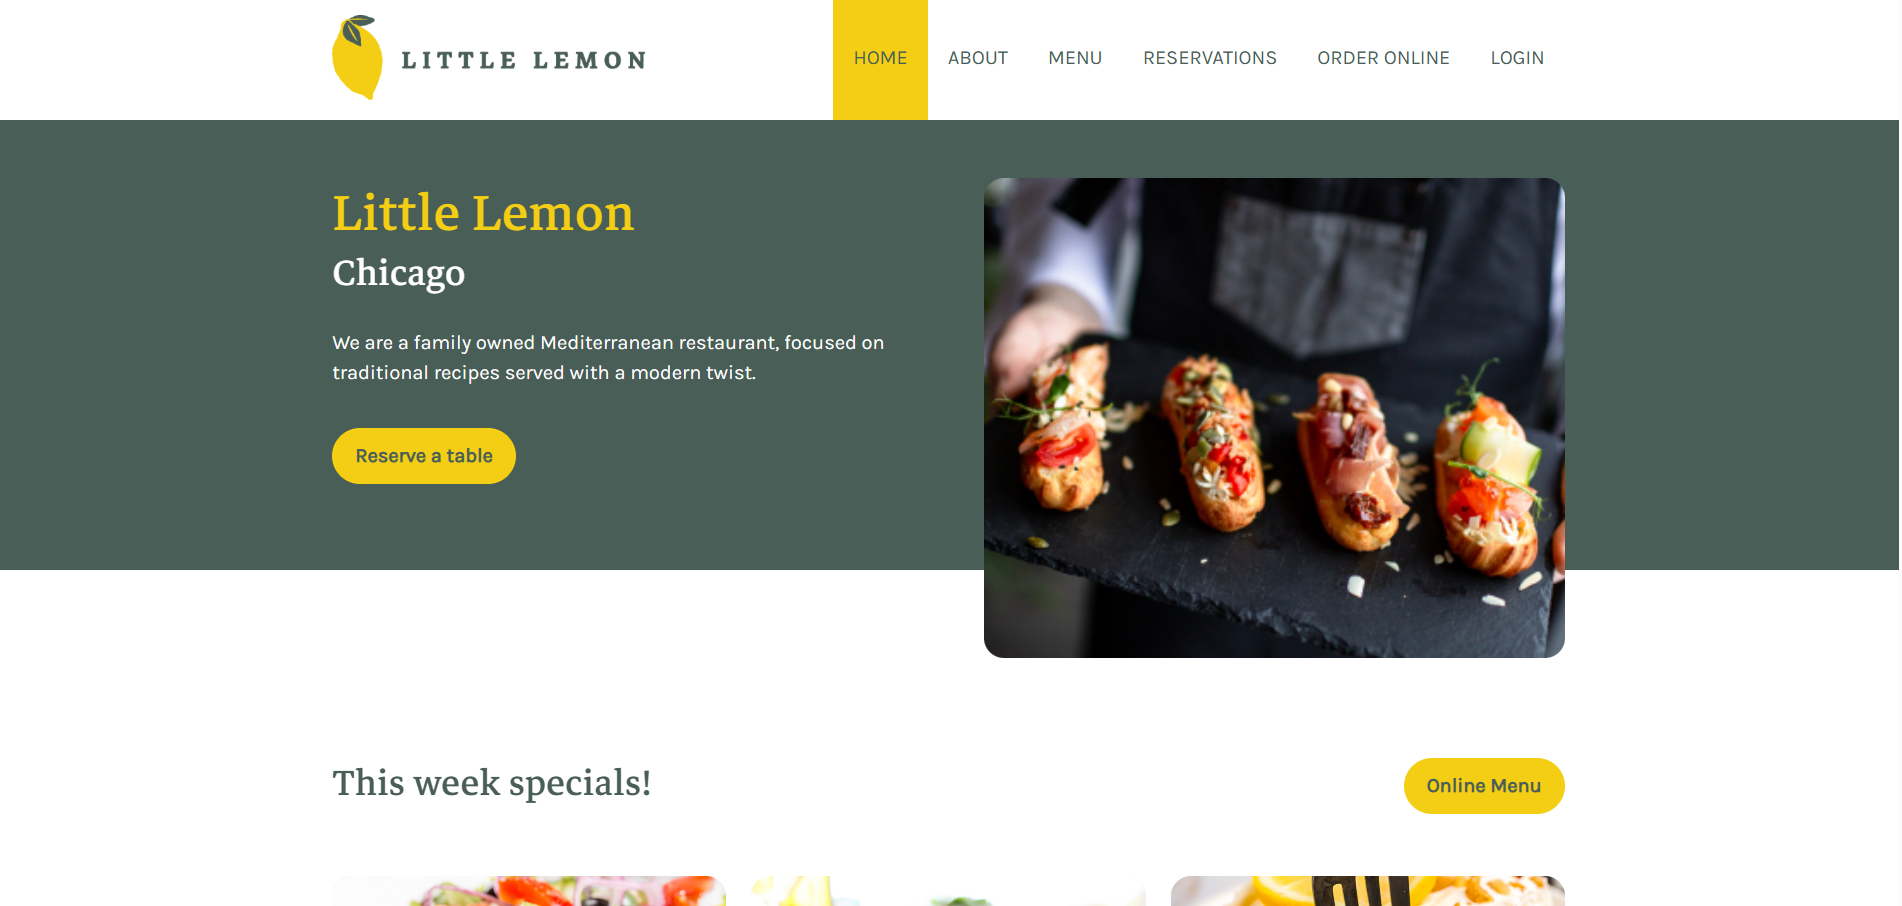 LITTLE LEMON
HOME ABOUT MENU RESERVATIONS ORDER ONLINE LOGIN
Little Lemon
Chicago
We are a family owned Mediterranean restaurant, focused on
traditional recipes served with a modern twist.
Reserve a table
This week specials!
Online Menu